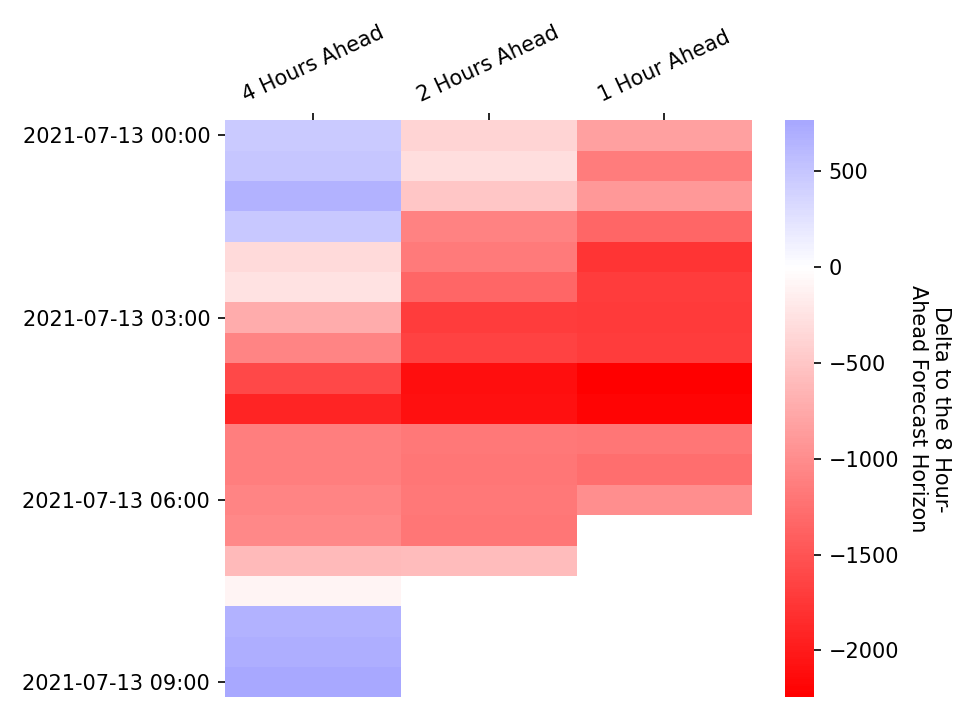 4 Hours Ahead
2 Hours Ahead
1 Hour Ahead
2021-07-13 00:00
2021-07-13 03:00
2021-07-13 06:00
2021-07-13 09:00
500
0
−500
−1000
−1500
−2000
Delta to the 8 Hour-
Ahead Forecast Horizon